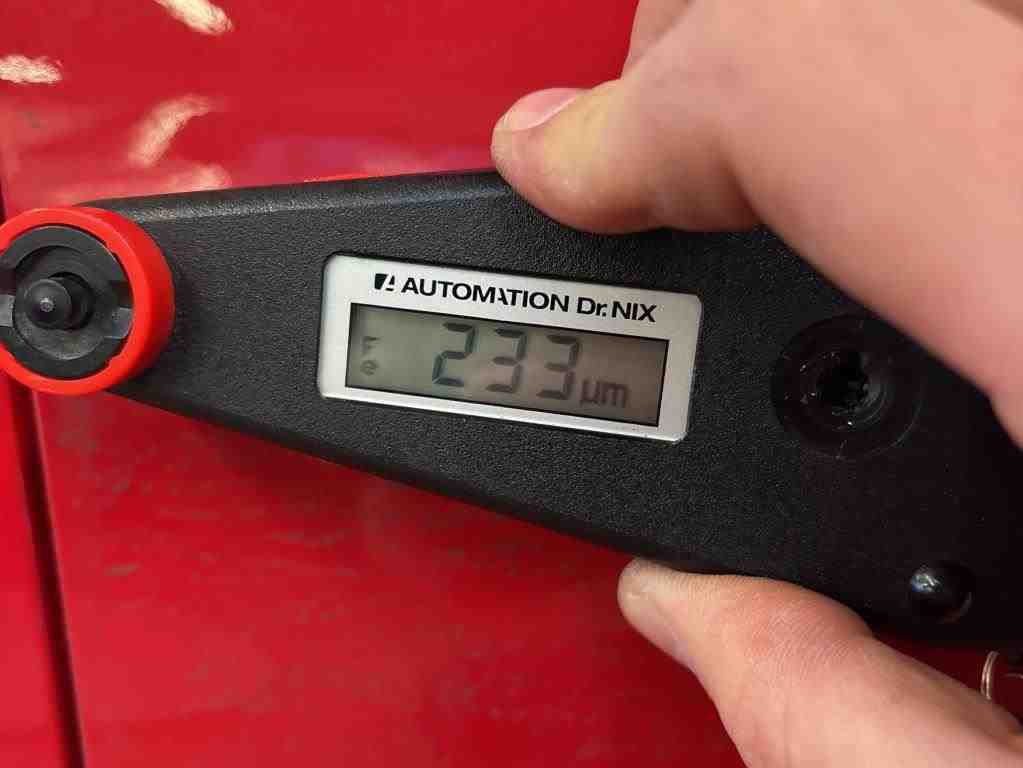 AUTOMATION Dr. NIX
Fe 233 µm